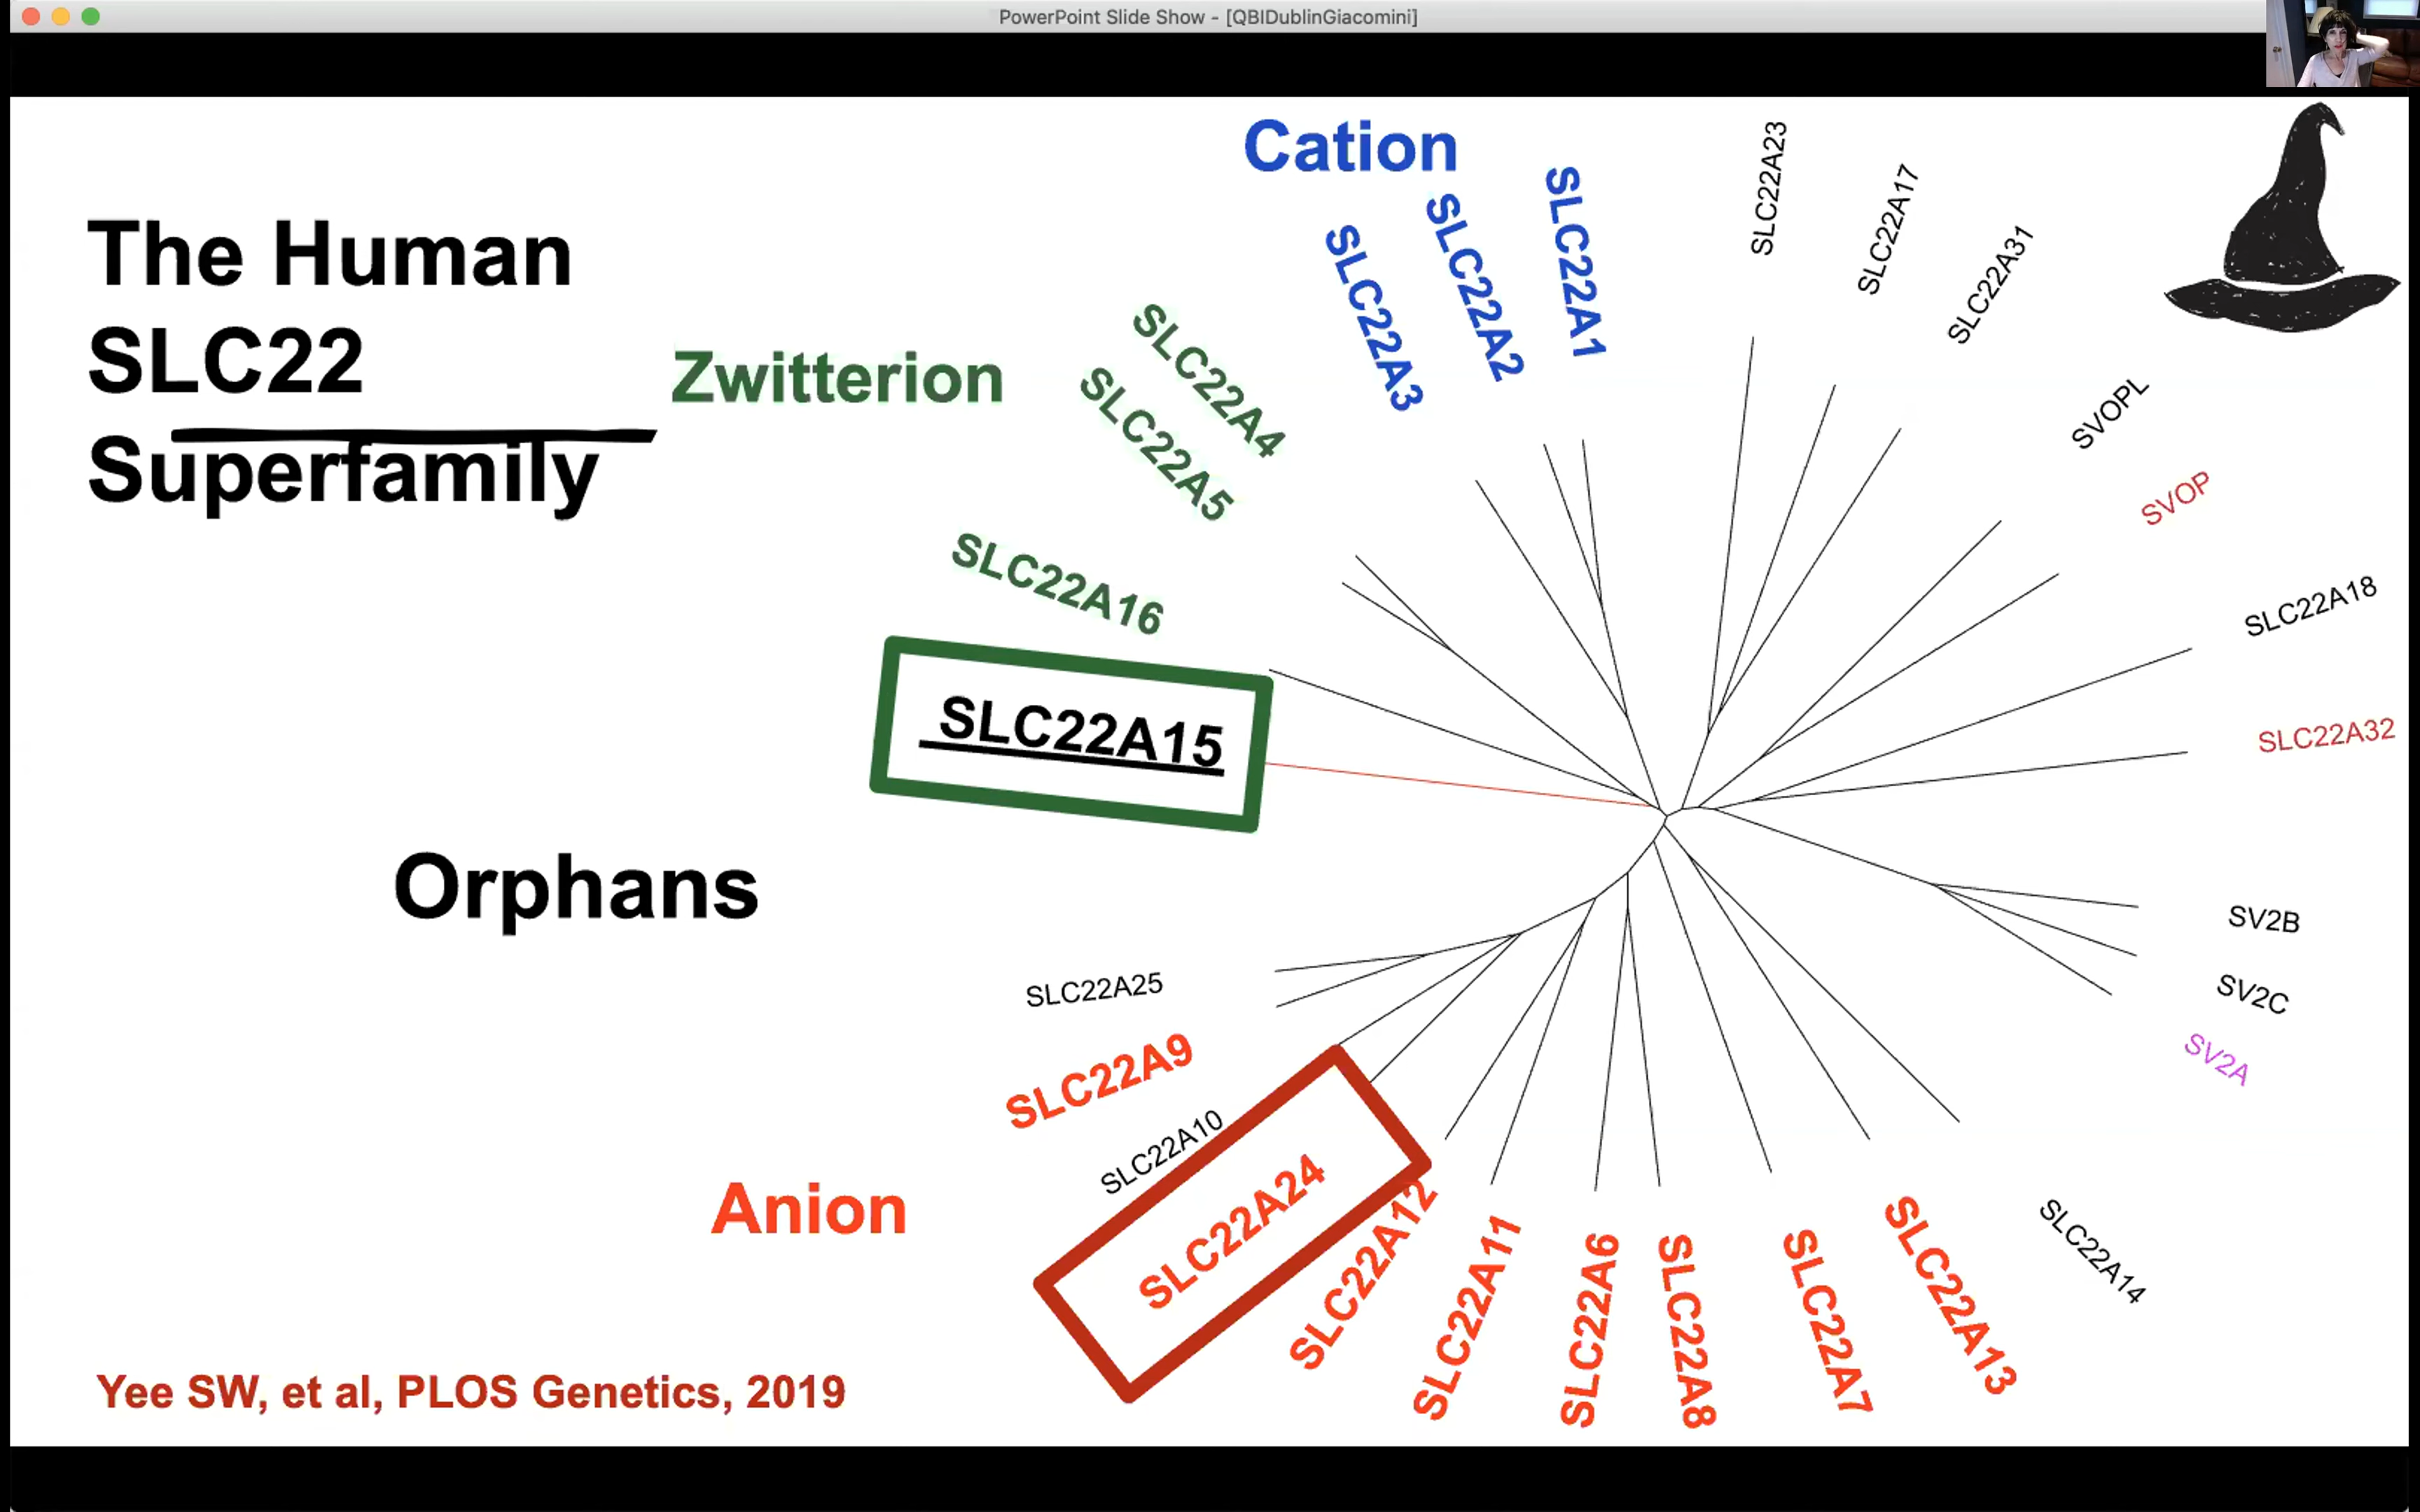 PowerPoint Slide Show - [QBIDublinGiacomini]
The Human
SLC22
Superfamily
Cation
Zwitterion
Orphans
Anion
SLC22A16
SLC22A5
SLC22A4
SLC22A3
SLC22A2
SLC22A1
SLC22A23
SLC22A17
SLC22A31
SVOPL
SVOP
SLC22A18
SLC22A32
SV2B
SV2C
SV2A
SLC22A14
SLC22A13
SLC22A7
SLC22A8
SLC22A6
SLC22A11
SLC22A12
SLC22A24
SLC22A10
SLC22A9
SLC22A25
SLC22A15
Yee SW, et al, PLOS Genetics, 2019